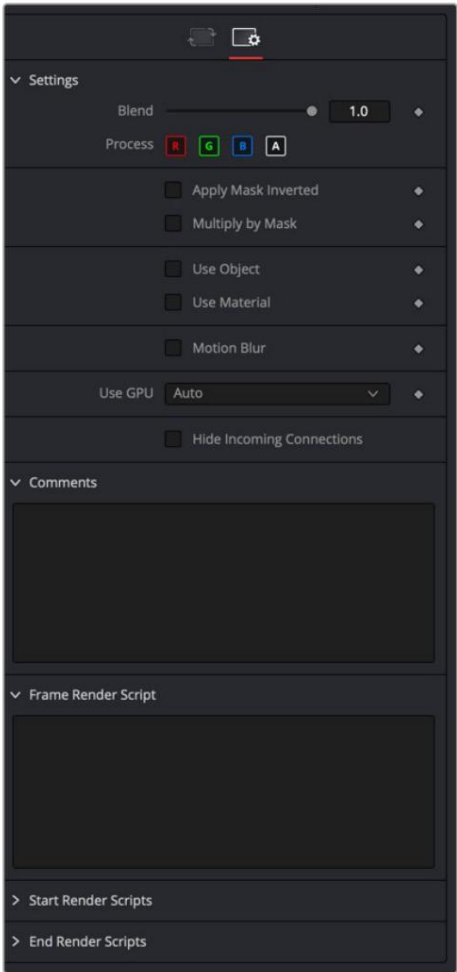 Settings
Blend 1.0
Process R G B A
Apply Mask Inverted
Multiply by Mask
Use Object
Use Material
Motion Blur
Use GPU Auto
Hide Incoming Connections
Comments
Frame Render Script
Start Render Scripts
End Render Scripts